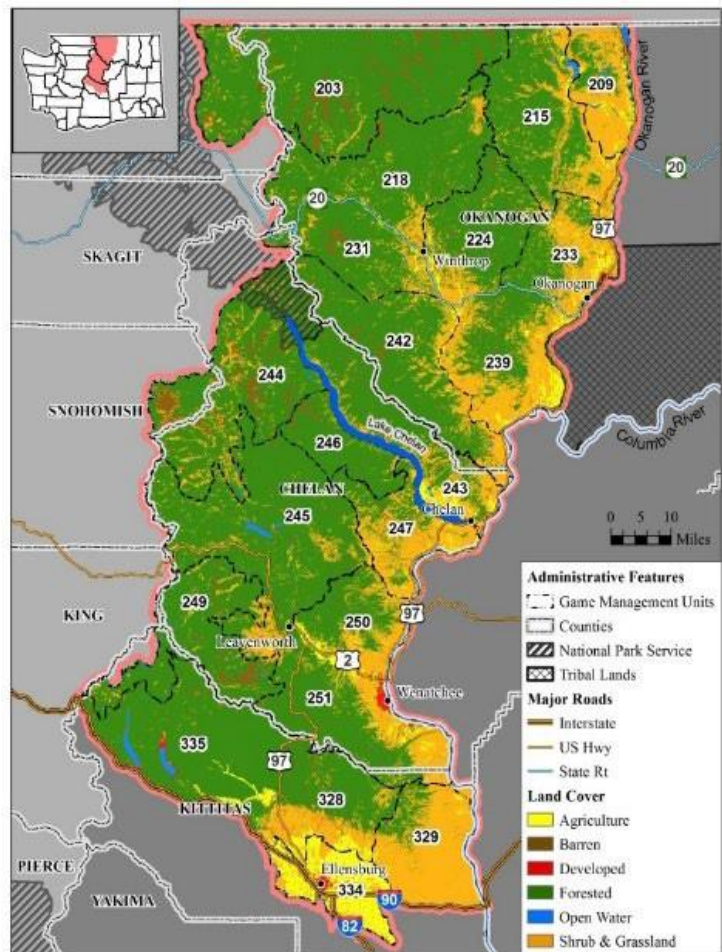 203
209
215
Okanogan River
20
218
20
OKANOGAN
97
231
224
233
Winthrop
SKAGIT
Okanogan
242
239
244
SNOHOMISH
Lake Chelan
246
Columbia River
CHELAN
243
Chelan
245
247
0 5 10
Miles
KING
249
250
97
Leavenworth
2
Wenatchee
251
335
97
KITTITAS
328
329
PIERCE
Ellensburg
334
90
YAKIMA
82
Administrative Features
Game Management Units
Counties
National Park Service
Tribal Lands
Major Roads
Interstate
US Hwy
State Rt
Land Cover
Agriculture
Barren
Developed
Forested
Open Water
Shrub & Grassland